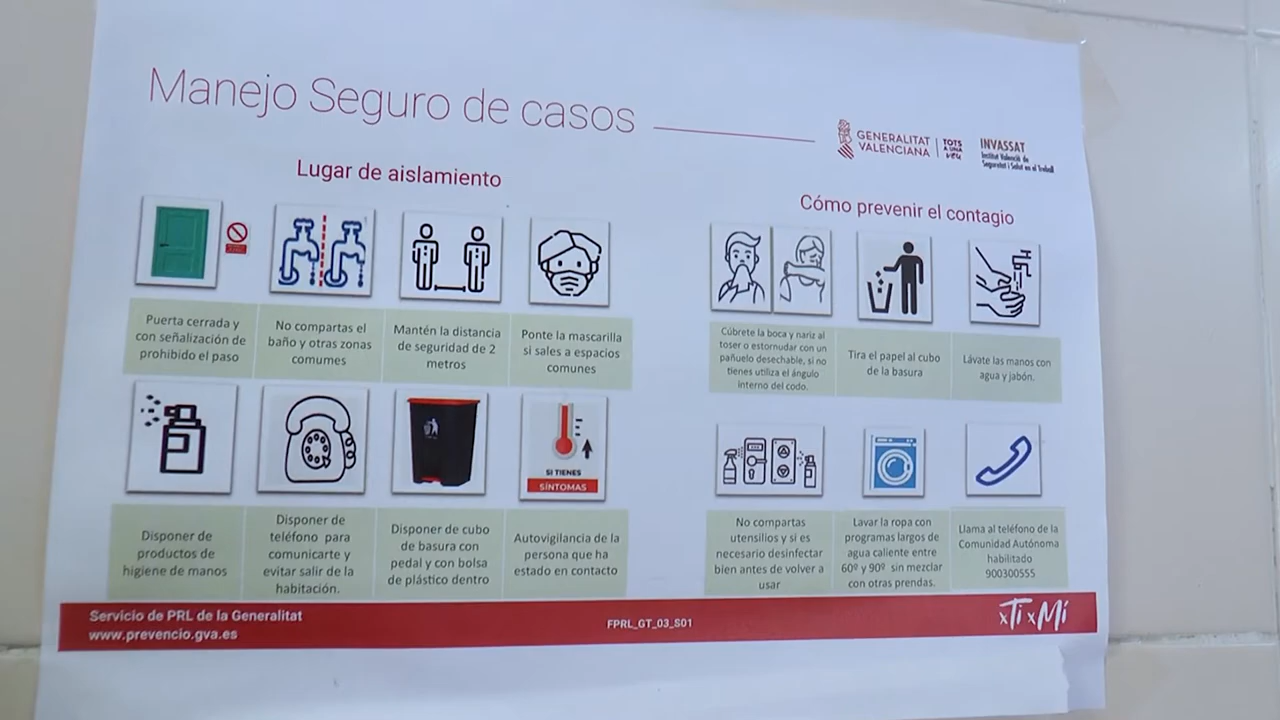 Manejo Seguro de casos
GENERALITAT
VALENCIANA
TOTS
A UNA
VEU
INVASSAT
Institut Valencià de
Seguretat i Salut en el Treball
Lugar de aislamiento
Puerta cerrada y
con señalización de
prohibido el paso
No compartas el
baño y otras zonas
comumes
Mantén la distancia
de seguridad de 2
metros
Ponte la mascarilla
si sales a espacios
comunes
SI TIENES
SÍNTOMAS
Disponer de
productos de
higiene de manos
Disponer de
teléfono para
comunicarte y
evitar salir de la
habitación.
Disponer de cubo
de basura con
pedal y con bolsa
de plástico dentro
Autovigilancia de la
persona que ha
estado en contacto
Cómo prevenir el contagio
Cúbrete la boca y nariz al
toser o estornudar con un
pañuelo desechable, si no
tienes utiliza el ángulo
interno del codo.
Tira el papel al cubo
de la basura
Lávate las manos con
agua y jabón.
No compartas
utensilios y si es
necesario desinfectar
bien antes de volver a
usar
Lavar la ropa con
programas largos de
agua caliente entre
60º y 90º sin mezclar
con otras prendas.
Llama al teléfono de la
Comunidad Autónoma
habilitado
900300555
Servicio de PRL de la Generalitat
www.prevencio.gva.es
FPRL_GT_03_S01
xTi xMí